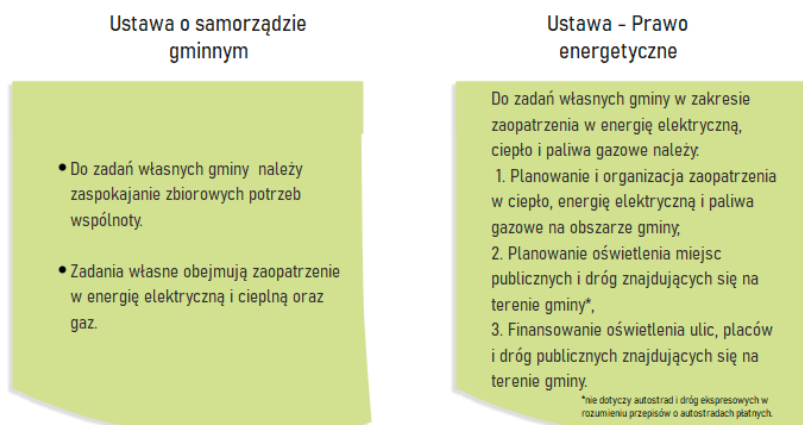 Ustawa o samorządzie
gminnym
• Do zadań własnych gminy należy
zaspokajanie zbiorowych potrzeb
wspólnoty.
• Zadania własne obejmują zaopatrzenie
w energię elektryczną i cieplną oraz
gaz.
Ustawa - Prawo
energetyczne
Do zadań własnych gminy w zakresie
zaopatrzenia w energię elektryczną,
ciepło i paliwa gazowe należy:
1. Planowanie i organizacja zaopatrzenia
w ciepło, energię elektryczną i paliwa
gazowe na obszarze gminy;
2. Planowanie oświetlenia miejsc
publicznych i dróg znajdujących się na
terenie gminy*,
3. Finansowanie oświetlenia ulic, placów
i dróg publicznych znajdujących się na
terenie gminy.
*nie dotyczy autostrad i dróg ekspresowych w
rozumieniu przepisów o autostradach płatnych.